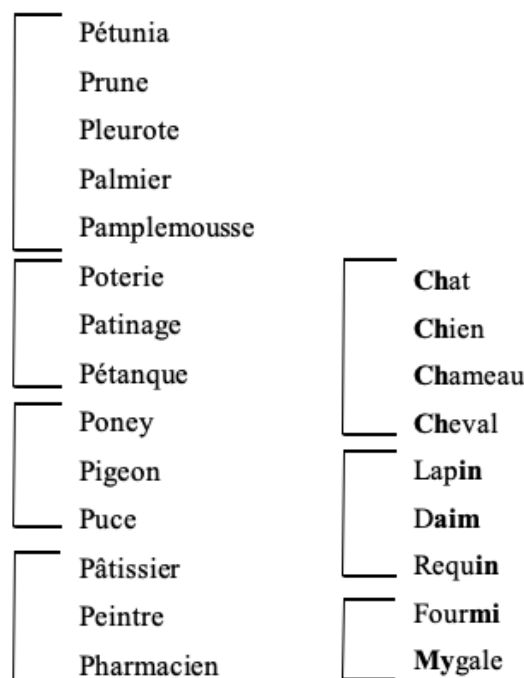 Pétunia
Prune
Pleurote
Palmier
Pamplemousse
Poterie
Patinage
Pétanque
Poney
Pigeon
Puce
Pâtissier
Peintre
Pharmacien
Chat
Chien
Chameau
Cheval
Lapin
Daim
Requin
Fourmi
Mygale